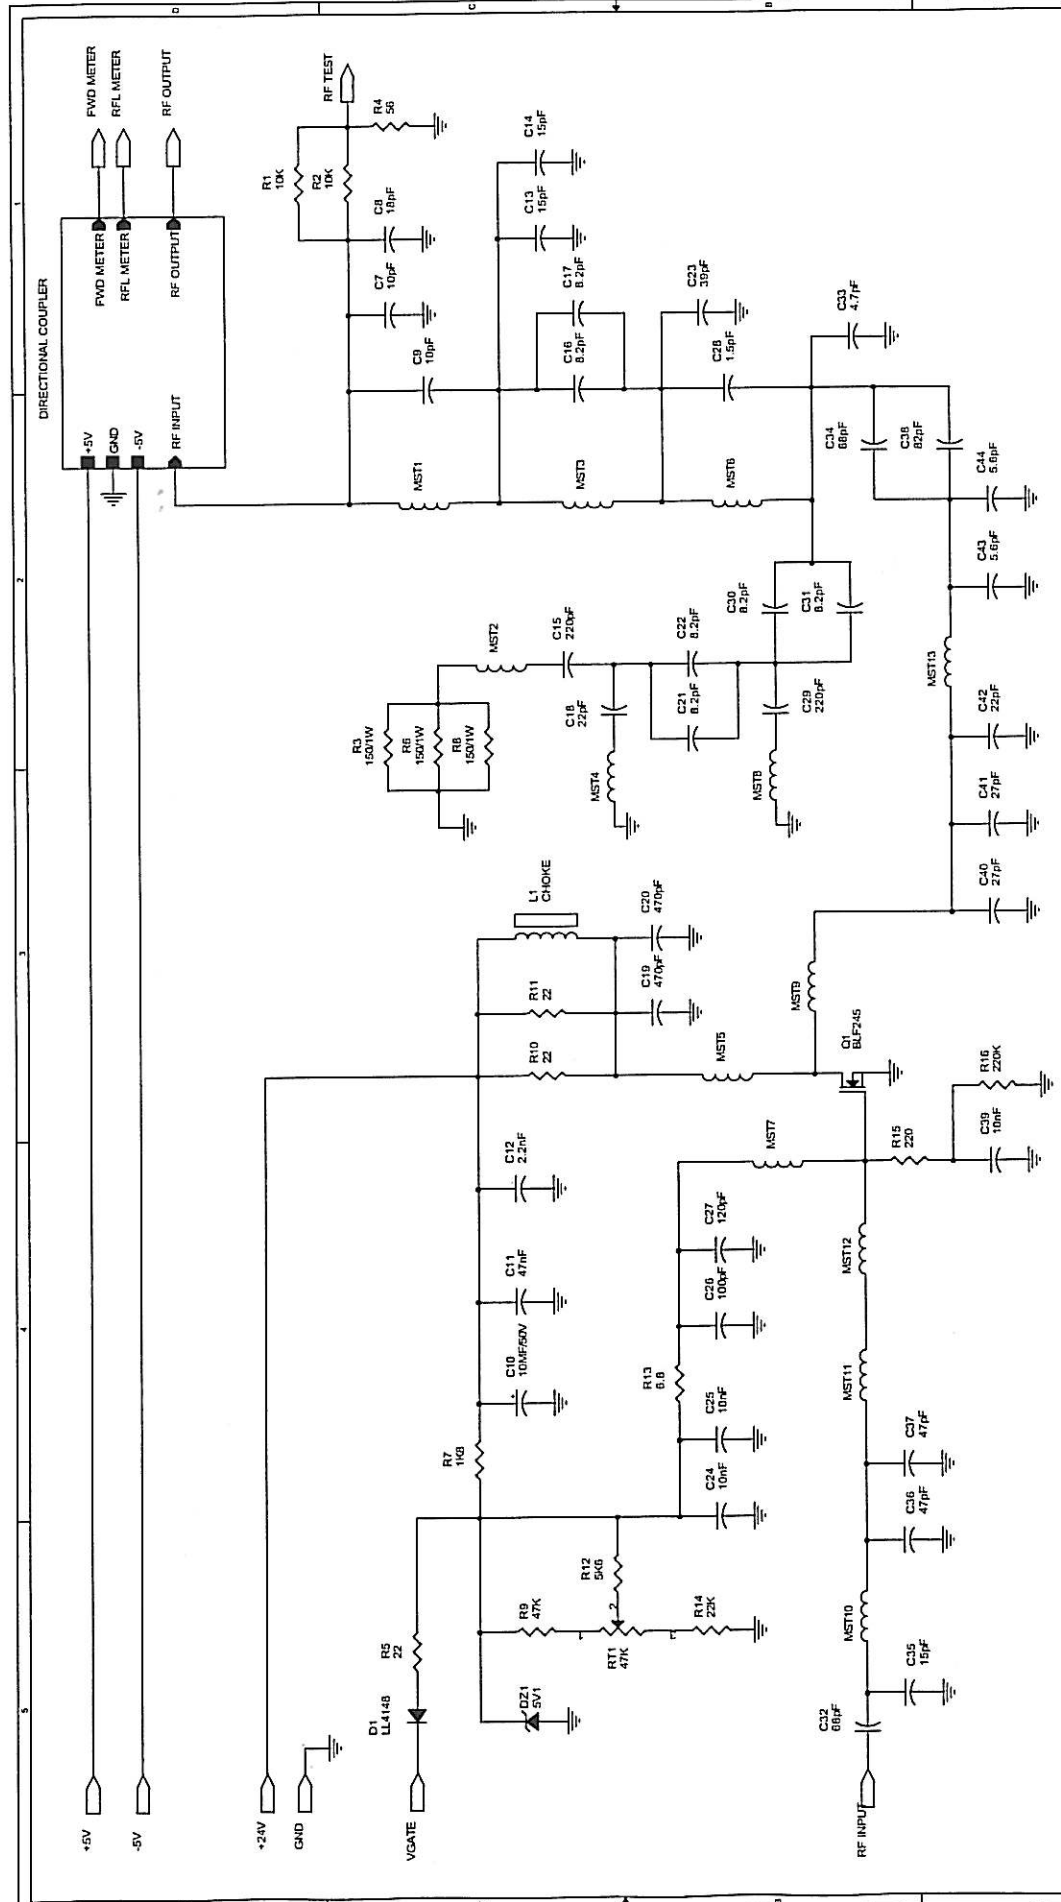 D
C
B
1
2
3
4
5
DIRECTIONAL COUPLER
FWD METER
RFL METER
RF OUTPUT
FWD METER
RFL METER
RF OUTPUT
+5V
GND
-5V
RF INPUT
RF TEST
R4
56
R1
10K
R2
10K
C8
18pF
C7
10pF
C9
10pF
C14
15pF
C13
15pF
C17
8.2pF
C16
8.2pF
C23
39pF
C28
1.5pF
C33
4.7pF
C34
68pF
C38
82pF
C44
5.6pF
C43
5.6pF
MST1
MST3
MST6
MST2
C15
220pF
C22
8.2pF
C21
8.2pF
C30
8.2pF
C31
8.2pF
C18
22pF
C29
220pF
MST4
MST8
MST13
R3
150/1W
R6
150/1W
R8
150/1W
C42
22pF
C41
27pF
C40
27pF
L1
CHOKE
C20
470pF
C19
470pF
R11
22
R10
22
MST5
MST9
Q1
BLF245
R16
220K
C39
10nF
R15
220
MST7
C12
2.2nF
C11
47nF
C10
10MF/50V
+
C27
120pF
C26
100pF
R13
6.8
C25
10nF
C24
10nF
MST12
MST11
MST10
C37
47pF
C36
47pF
C35
15pF
C32
68pF
R7
1K8
R12
5K6
R9
47K
RT1
47K
2
R14
22K
R5
22
D1
LL4148
DZ1
5V1
+5V
-5V
+24V
GND
VGATE
RF INPUT